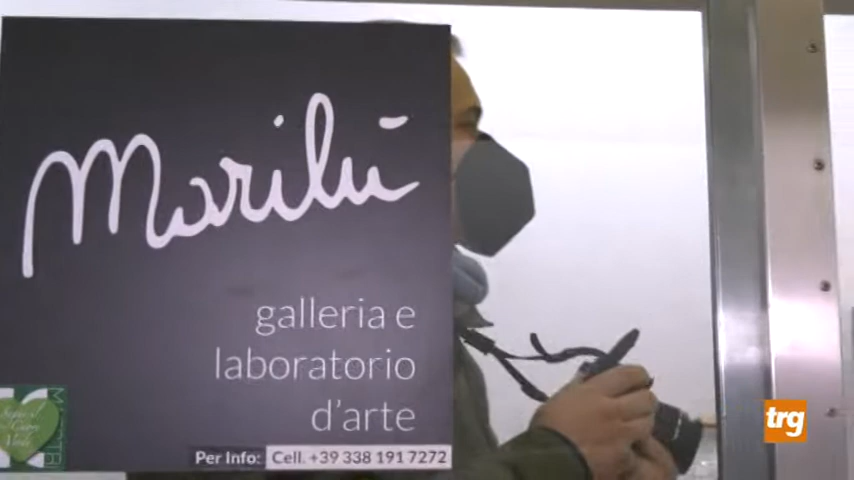 Marilù
galleria e
laboratorio
d'arte
Per Info: Cell. +39 338 191 7272
trg